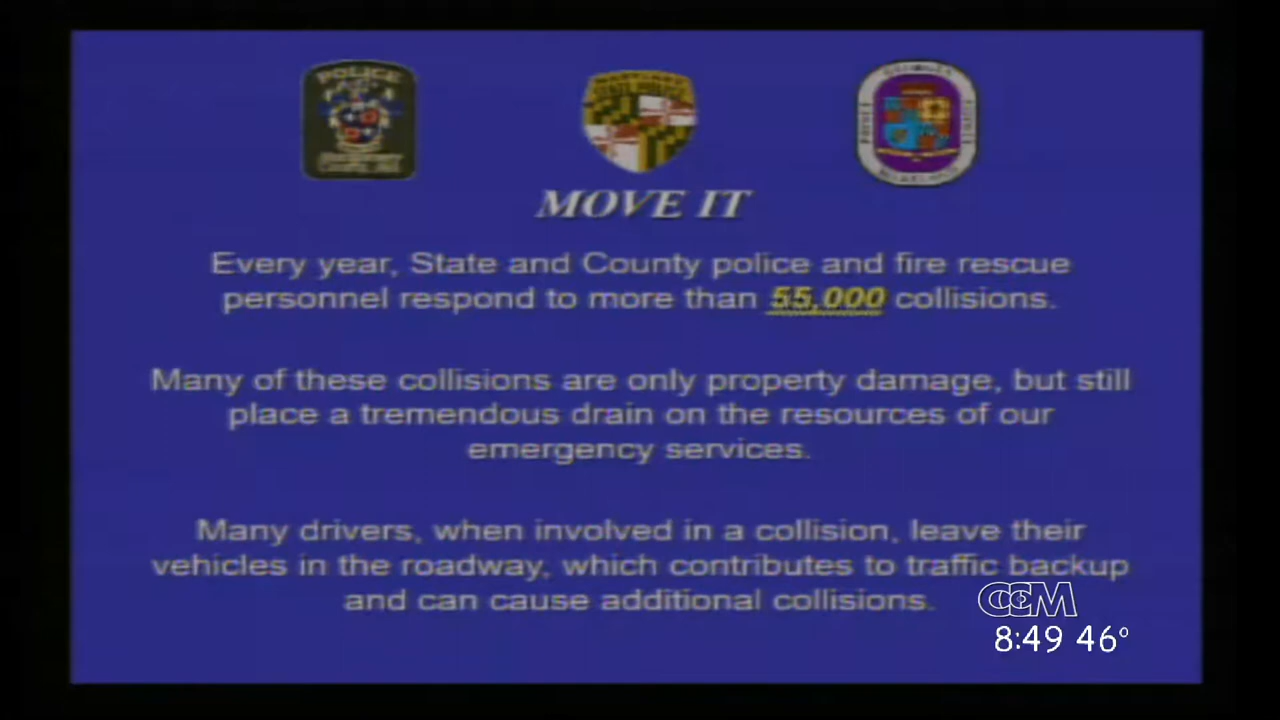 POLICE
MOVE IT
Every year, State and County police and fire rescue
personnel respond to more than 55,000 collisions.
Many of these collisions are only property damage, but still
place a tremendous drain on the resources of our
emergency services.
Many drivers, when involved in a collision, leave their
vehicles in the roadway, which contributes to traffic backup
and can cause additional collisions.
CCM
8:49 46°